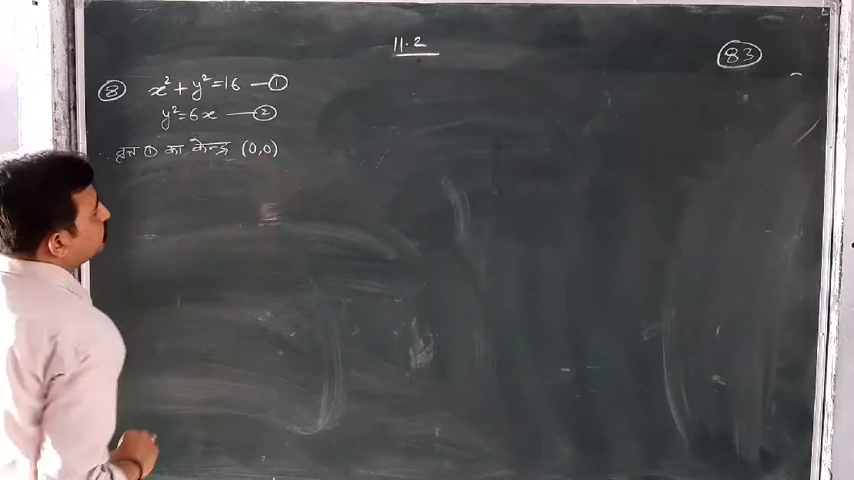 11.2
83
8 x² + y² = 16 — 1
y² = 6x — 2
∴ वृत्त 1 का केन्द्र (0,0)